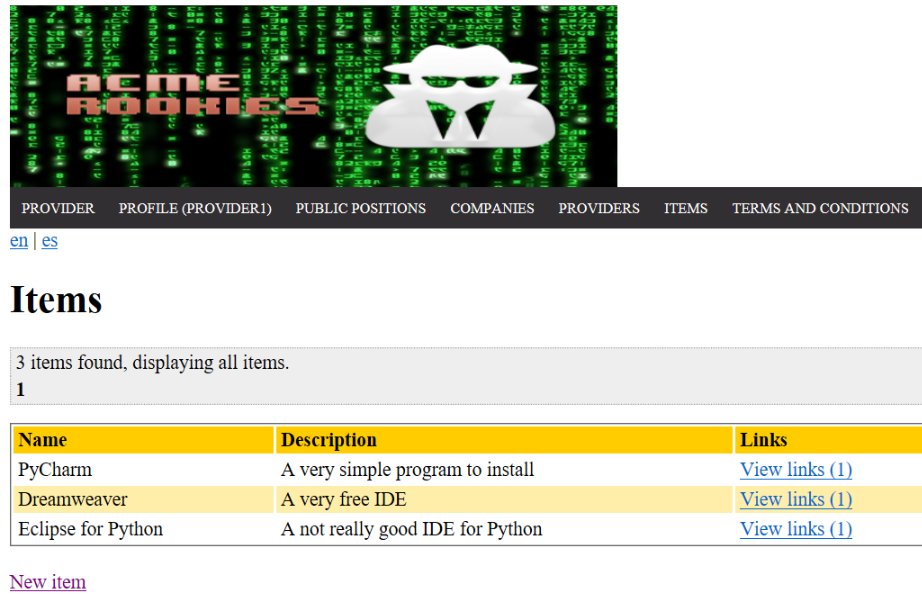 ACME
ROOKIES
PROVIDER PROFILE (PROVIDER1) PUBLIC POSITIONS COMPANIES PROVIDERS ITEMS TERMS AND CONDITIONS
en | es
Items
3 items found, displaying all items.
1
Name Description Links
PyCharm A very simple program to install View links (1)
Dreamweaver A very free IDE View links (1)
Eclipse for Python A not really good IDE for Python View links (1)
New item